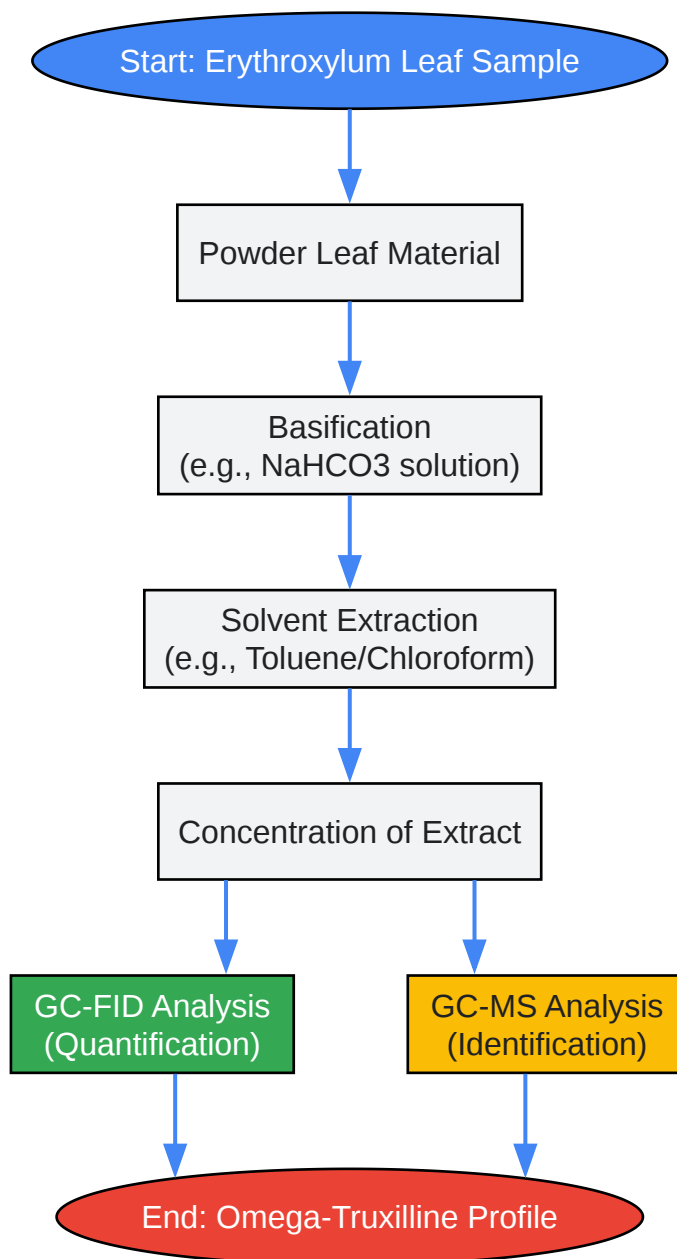 Start: Erythroxylum Leaf Sample
Powder Leaf Material
Basification
(e.g., NaHCO3 solution)
Solvent Extraction
(e.g., Toluene/Chloroform)
Concentration of Extract
GC-FID Analysis
(Quantification)
GC-MS Analysis
(Identification)
End: Omega-Truxilline Profile